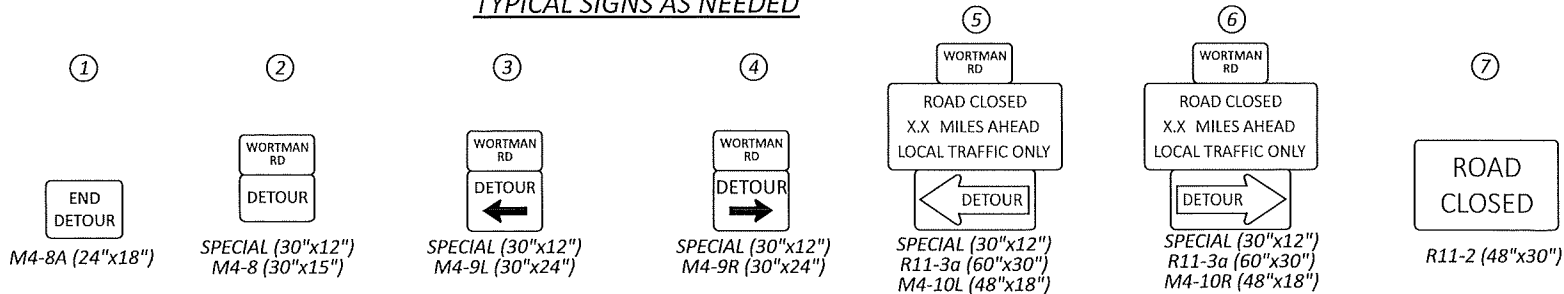 TYPICAL SIGNS AS NEEDED
1
END
DETOUR
M4-8A (24"x18")
2
WORTMAN
RD
DETOUR
SPECIAL (30"x12")
M4-8 (30"x15")
3
WORTMAN
RD
DETOUR
SPECIAL (30"x12")
M4-9L (30"x24")
4
WORTMAN
RD
DETOUR
SPECIAL (30"x12")
M4-9R (30"x24")
5
WORTMAN
RD
ROAD CLOSED
X.X MILES AHEAD
LOCAL TRAFFIC ONLY
DETOUR
SPECIAL (30"x12")
R11-3a (60"x30")
M4-10L (48"x18")
6
WORTMAN
RD
ROAD CLOSED
X.X MILES AHEAD
LOCAL TRAFFIC ONLY
DETOUR
SPECIAL (30"x12")
R11-3a (60"x30")
M4-10R (48"x18")
7
ROAD
CLOSED
R11-2 (48"x30")